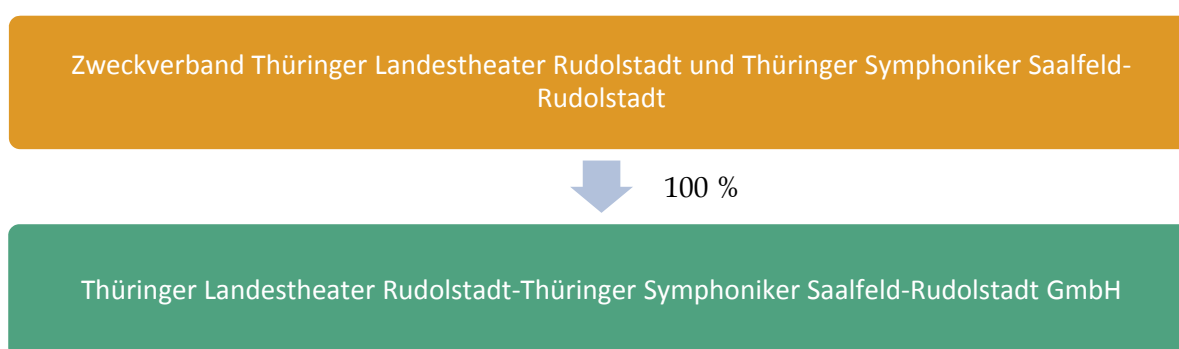 Zweckverband Thüringer Landestheater Rudolstadt und Thüringer Symphoniker Saalfeld-
Rudolstadt
100 %
Thüringer Landestheater Rudolstadt-Thüringer Symphoniker Saalfeld-Rudolstadt GmbH